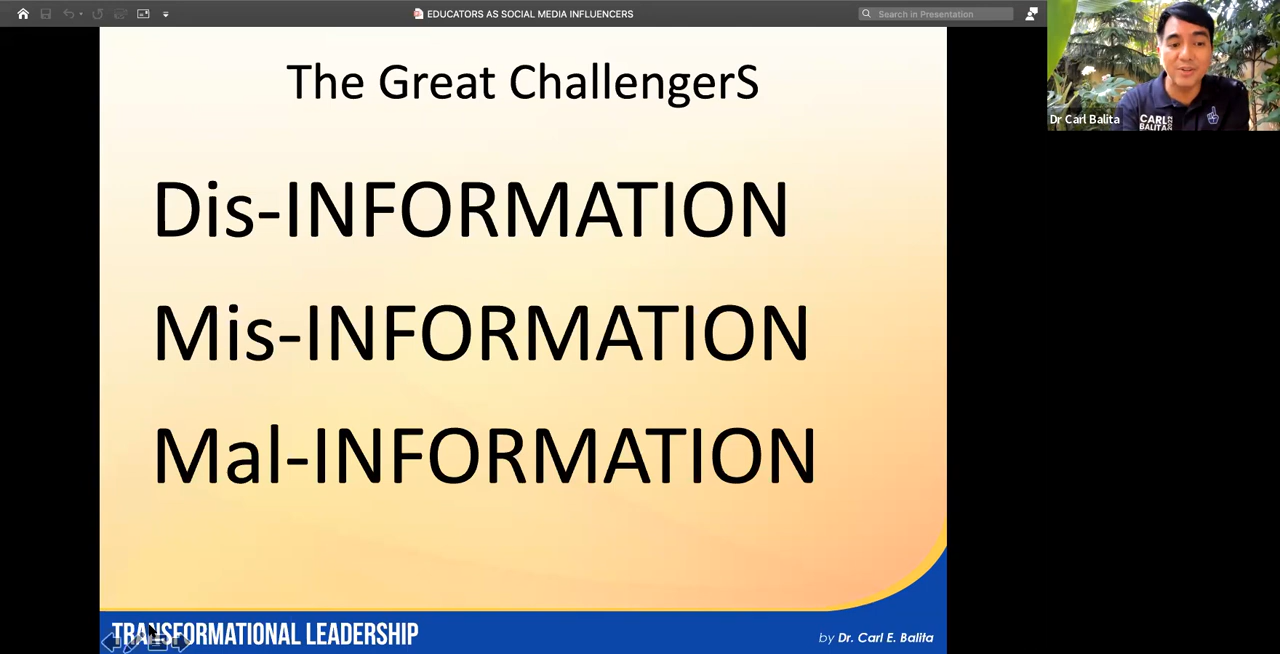 EDUCATORS AS SOCIAL MEDIA INFLUENCERS
Search in Presentation
The Great ChallengerS
Dis-INFORMATION
Mis-INFORMATION
Mal-INFORMATION
Dr Carl Balita
CARL
BALITA
2022
TRANSFORMATIONAL LEADERSHIP
by Dr. Carl E. Balita